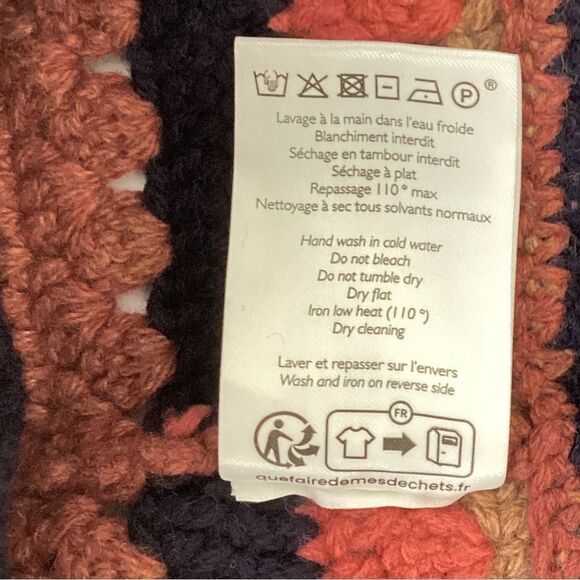 P ®
Lavage à la main dans l'eau froide
Blanchiment interdit
Séchage en tambour interdit
Séchage à plat
Repassage 110° max
Nettoyage à sec tous solvants normaux
Hand wash in cold water
Do not bleach
Do not tumble dry
Dry flat
Iron low heat (110°)
Dry cleaning
Laver et repasser sur l'envers
Wash and iron on reverse side
FR
quefairedemesdechets.fr